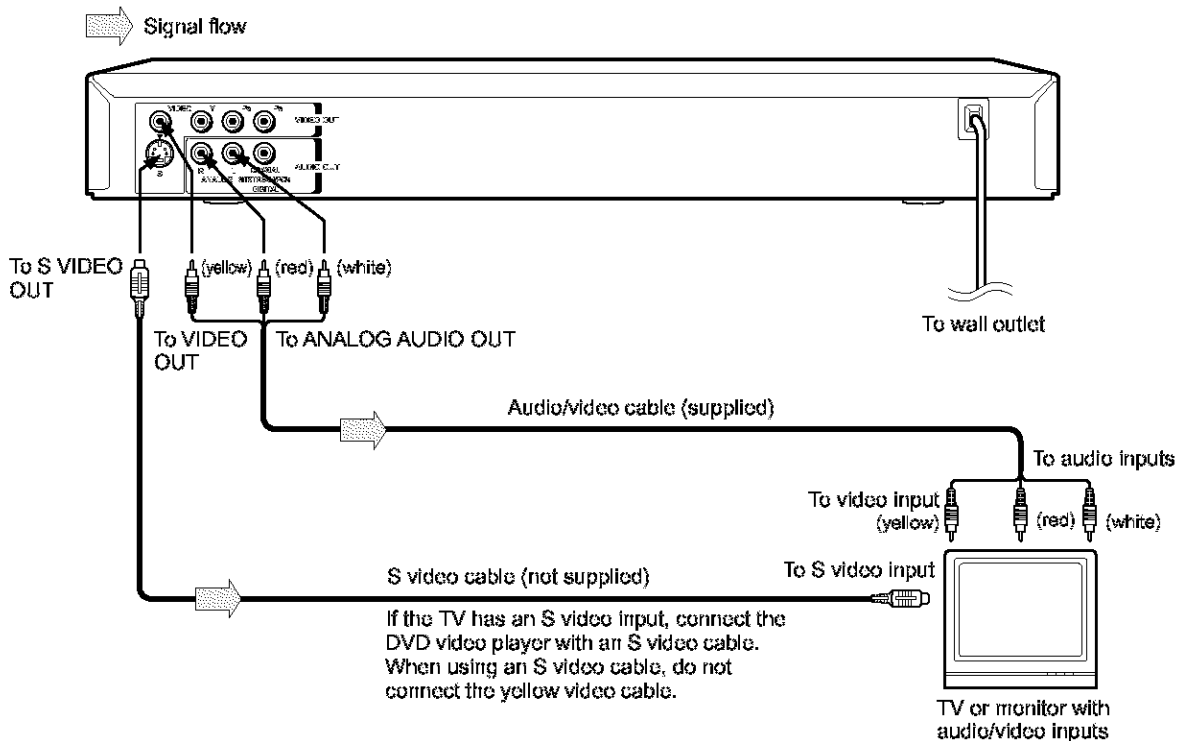 Signal flow
VIDEO Y PB PR
VIDEO OUT
S
R L COAXIAL
AUDIO OUT
ANALOG
DIGITAL
To S VIDEO
OUT
(yellow) (red) (white)
To VIDEO
OUT
To ANALOG AUDIO OUT
To wall outlet
Audio/video cable (supplied)
To audio inputs
To video input
(yellow)
(red) (white)
S video cable (not supplied)
To S video input
If the TV has an S video input, connect the
DVD video player with an S video cable.
When using an S video cable, do not
connect the yellow video cable.
TV or monitor with
audio/video inputs